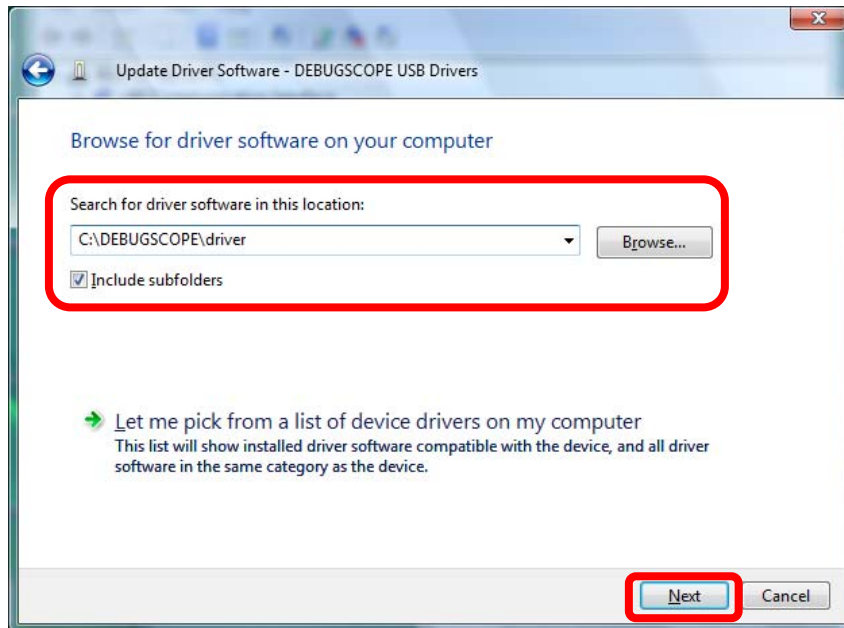 Update Driver Software - DEBUGSCOPE USB Drivers
Browse for driver software on your computer
Search for driver software in this location:
C:\DEBUGSCOPE\driver
Browse...
Include subfolders
Let me pick from a list of device drivers on my computer
This list will show installed driver software compatible with the device, and all driver
software in the same category as the device.
Next
Cancel